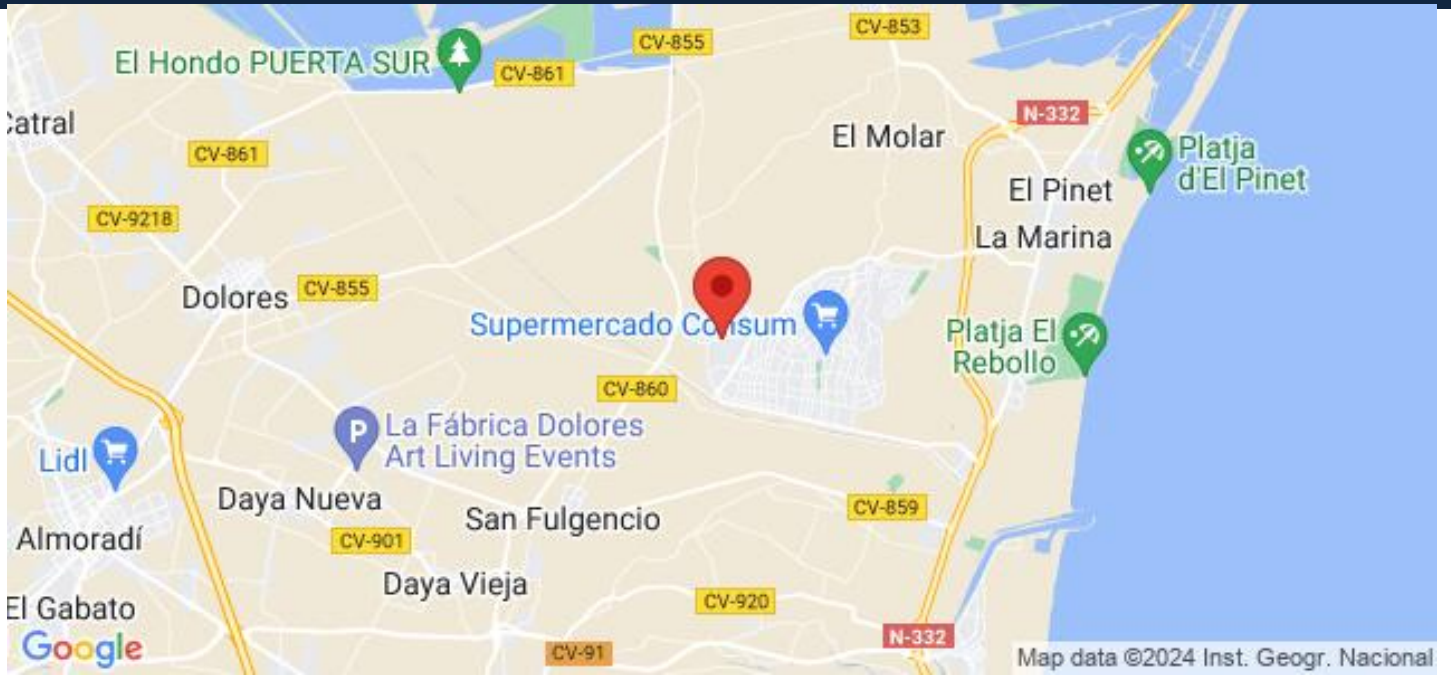 CV-853
CV-855
El Hondo PUERTA SUR
CV-861
N-332
Catral
El Molar
CV-861
Platja
d'El Pinet
El Pinet
CV-9218
La Marina
Dolores
CV-855
Supermercado Consum
Platja El
Rebollo
CV-860
P
La Fábrica Dolores
Art Living Events
Lidl
Daya Nueva
San Fulgencio
CV-859
Almoradí
CV-901
Daya Vieja
CV-920
El Gabato
N-332
Google
CV-91
Map data ©2024 Inst. Geogr. Nacional